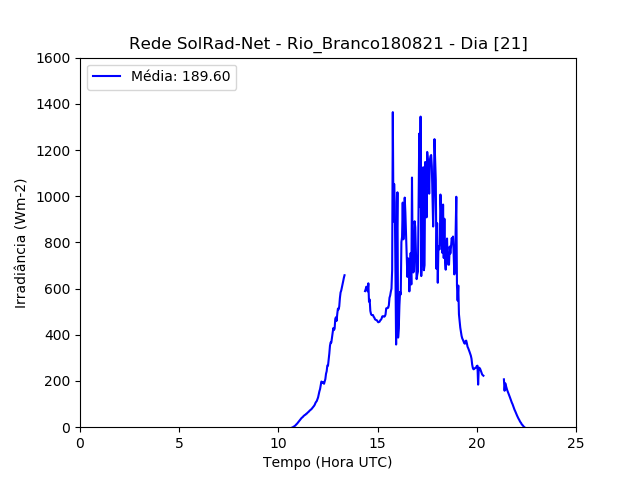 Rede SolRad-Net - Rio_Branco180821 - Dia [21]
Média: 189.60
Irradiância (Wm-2)
1600
1400
1200
1000
800
600
400
200
0
0 5 10 15 20 25
Tempo (Hora UTC)